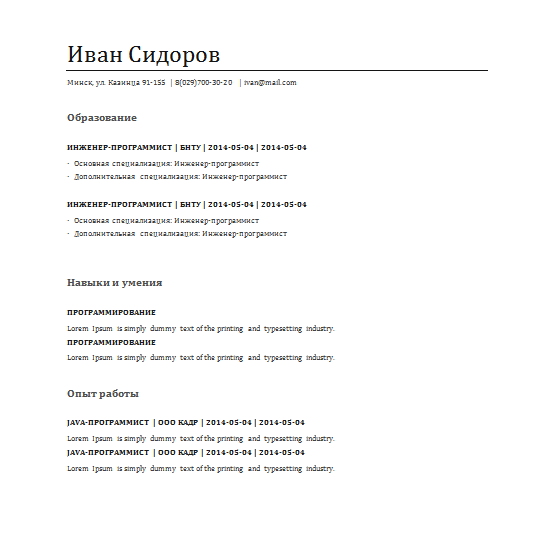 Иван Сидоров
Минск, ул. Казинца 91-155 | 8(029)700-30-20 | ivan@mail.com
Образование
ИНЖЕНЕР-ПРОГРАММИСТ | БНТУ | 2014-05-04 | 2014-05-04
· Основная специализация: Инженер-программист
· Дополнительная специализация: Инженер-программист
ИНЖЕНЕР-ПРОГРАММИСТ | БНТУ | 2014-05-04 | 2014-05-04
· Основная специализация: Инженер-программист
· Дополнительная специализация: Инженер-программист
Навыки и умения
ПРОГРАММИРОВАНИЕ
Lorem Ipsum is simply dummy text of the printing and typesetting industry.
ПРОГРАММИРОВАНИЕ
Lorem Ipsum is simply dummy text of the printing and typesetting industry.
Опыт работы
JAVA-ПРОГРАММИСТ | ООО КАДР | 2014-05-04 | 2014-05-04
Lorem Ipsum is simply dummy text of the printing and typesetting industry.
JAVA-ПРОГРАММИСТ | ООО КАДР | 2014-05-04 | 2014-05-04
Lorem Ipsum is simply dummy text of the printing and typesetting industry.